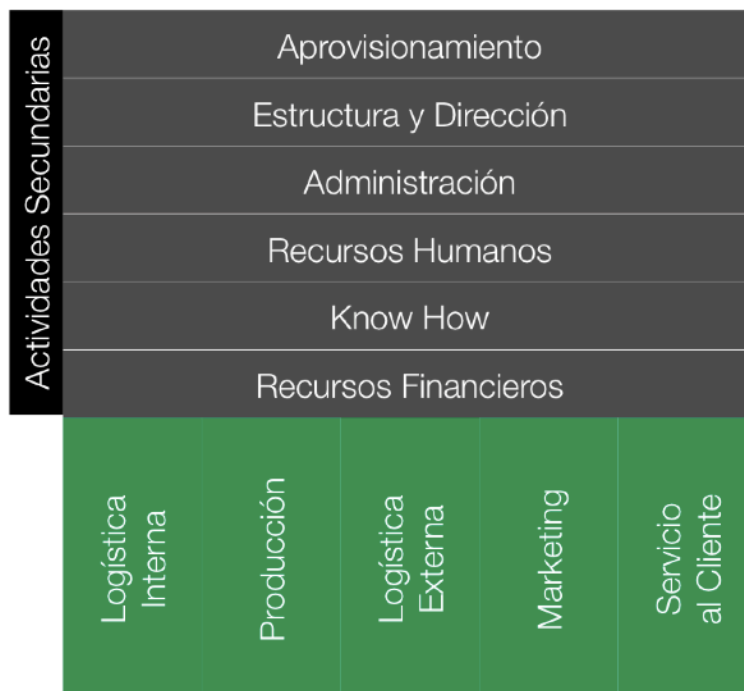 Actividades Secundarias
Aprovisionamiento
Estructura y Dirección
Administración
Recursos Humanos
Know How
Recursos Financieros
Logística
Interna
Producción
Logística
Externa
Marketing
Servicio
al Cliente